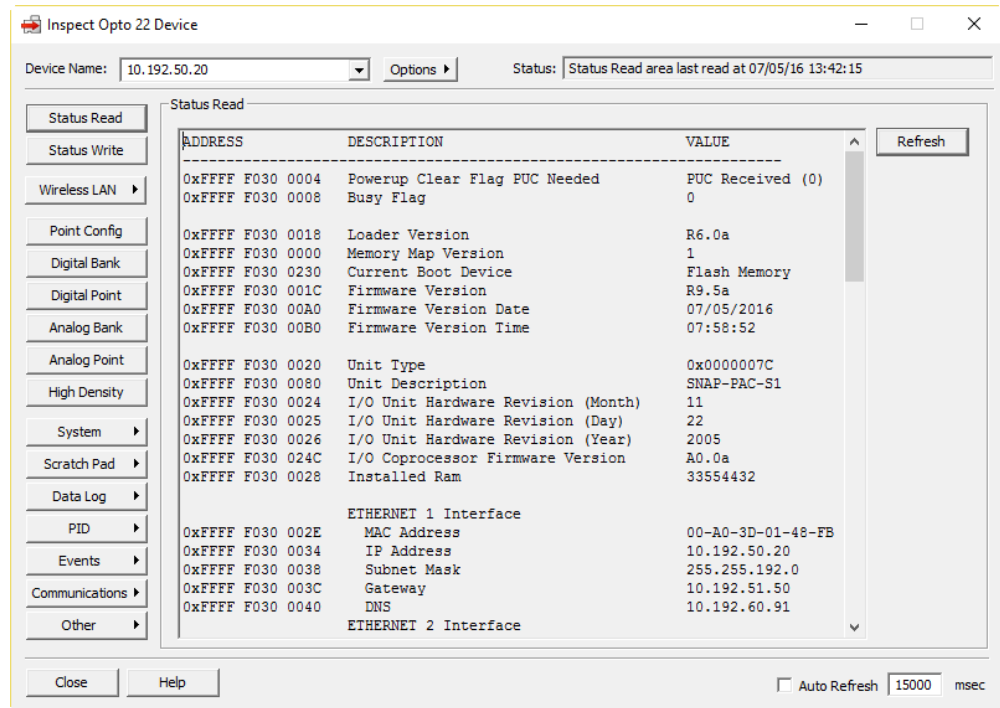 Inspect Opto 22 Device
Device Name: 10.192.50.20 Options Status: Status Read area last read at 07/05/16 13:42:15
Status Read
Status Write
Wireless LAN
Point Config
Digital Bank
Digital Point
Analog Bank
Analog Point
High Density
System
Scratch Pad
Data Log
PID
Events
Communications
Other
Status Read
ADDRESS DESCRIPTION VALUE
--------------------------------------------------------------------------
0xFFFF F030 0004 Powerup Clear Flag PUC Needed PUC Received (0)
0xFFFF F030 0008 Busy Flag 0
0xFFFF F030 0018 Loader Version R6.0a
0xFFFF F030 0000 Memory Map Version 1
0xFFFF F030 0230 Current Boot Device Flash Memory
0xFFFF F030 001C Firmware Version R9.5a
0xFFFF F030 00A0 Firmware Version Date 07/05/2016
0xFFFF F030 00B0 Firmware Version Time 07:58:52
0xFFFF F030 0020 Unit Type 0x0000007C
0xFFFF F030 0080 Unit Description SNAP-PAC-S1
0xFFFF F030 0024 I/O Unit Hardware Revision (Month) 11
0xFFFF F030 0025 I/O Unit Hardware Revision (Day) 22
0xFFFF F030 0026 I/O Unit Hardware Revision (Year) 2005
0xFFFF F030 024C I/O Coprocessor Firmware Version A0.0a
0xFFFF F030 0028 Installed Ram 33554432
ETHERNET 1 Interface
0xFFFF F030 002E MAC Address 00-A0-3D-01-48-FB
0xFFFF F030 0034 IP Address 10.192.50.20
0xFFFF F030 0038 Subnet Mask 255.255.192.0
0xFFFF F030 003C Gateway 10.192.51.50
0xFFFF F030 0040 DNS 10.192.60.91
ETHERNET 2 Interface
Refresh
Close Help Auto Refresh 15000 msec